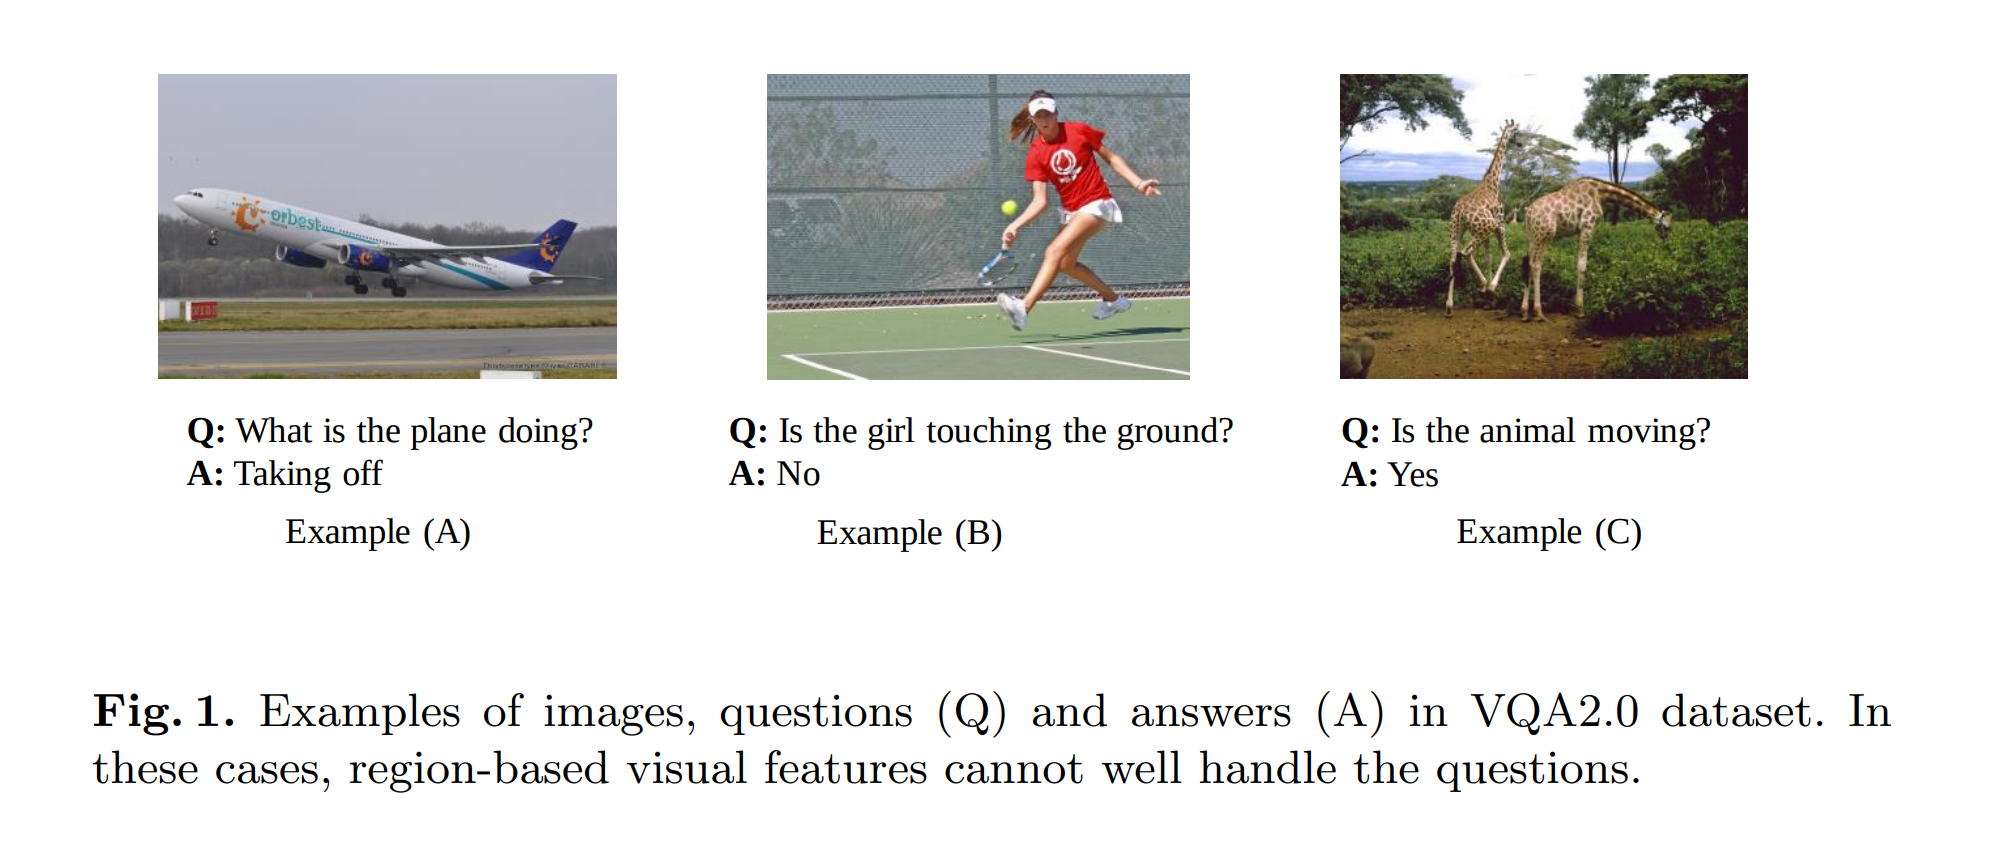 orbest
Q: What is the plane doing?
A: Taking off
Example (A)
Q: Is the girl touching the ground?
A: No
Example (B)
Q: Is the animal moving?
A: Yes
Example (C)
Fig. 1. Examples of images, questions (Q) and answers (A) in VQA2.0 dataset. In
these cases, region-based visual features cannot well handle the questions.